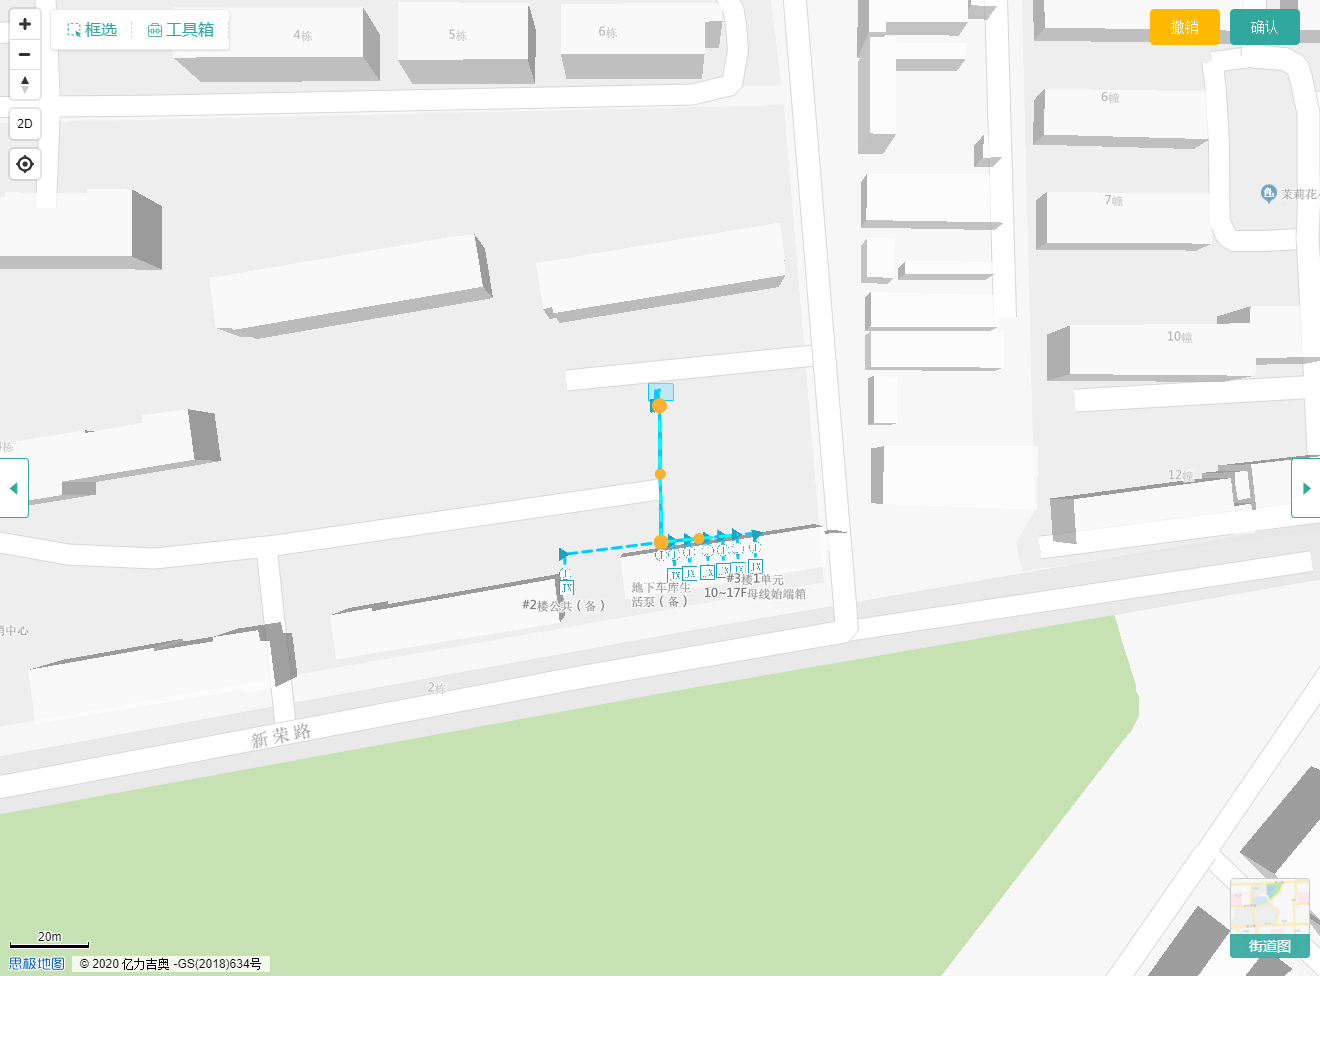 框选
工具箱
撤销
确认
2D
4栋
5栋
6栋
6幢
7幢
茉莉花
10幢
12幢
2栋
销中心
JX
JX
JX
JX
JX
JX
JX
#2楼公共（备）
地下车库生
活泵（备）
#3楼1单元
10~17F母线始端箱
新荣路
20m
思极地图
© 2020 亿力吉奥 -GS(2018)634号
街道图